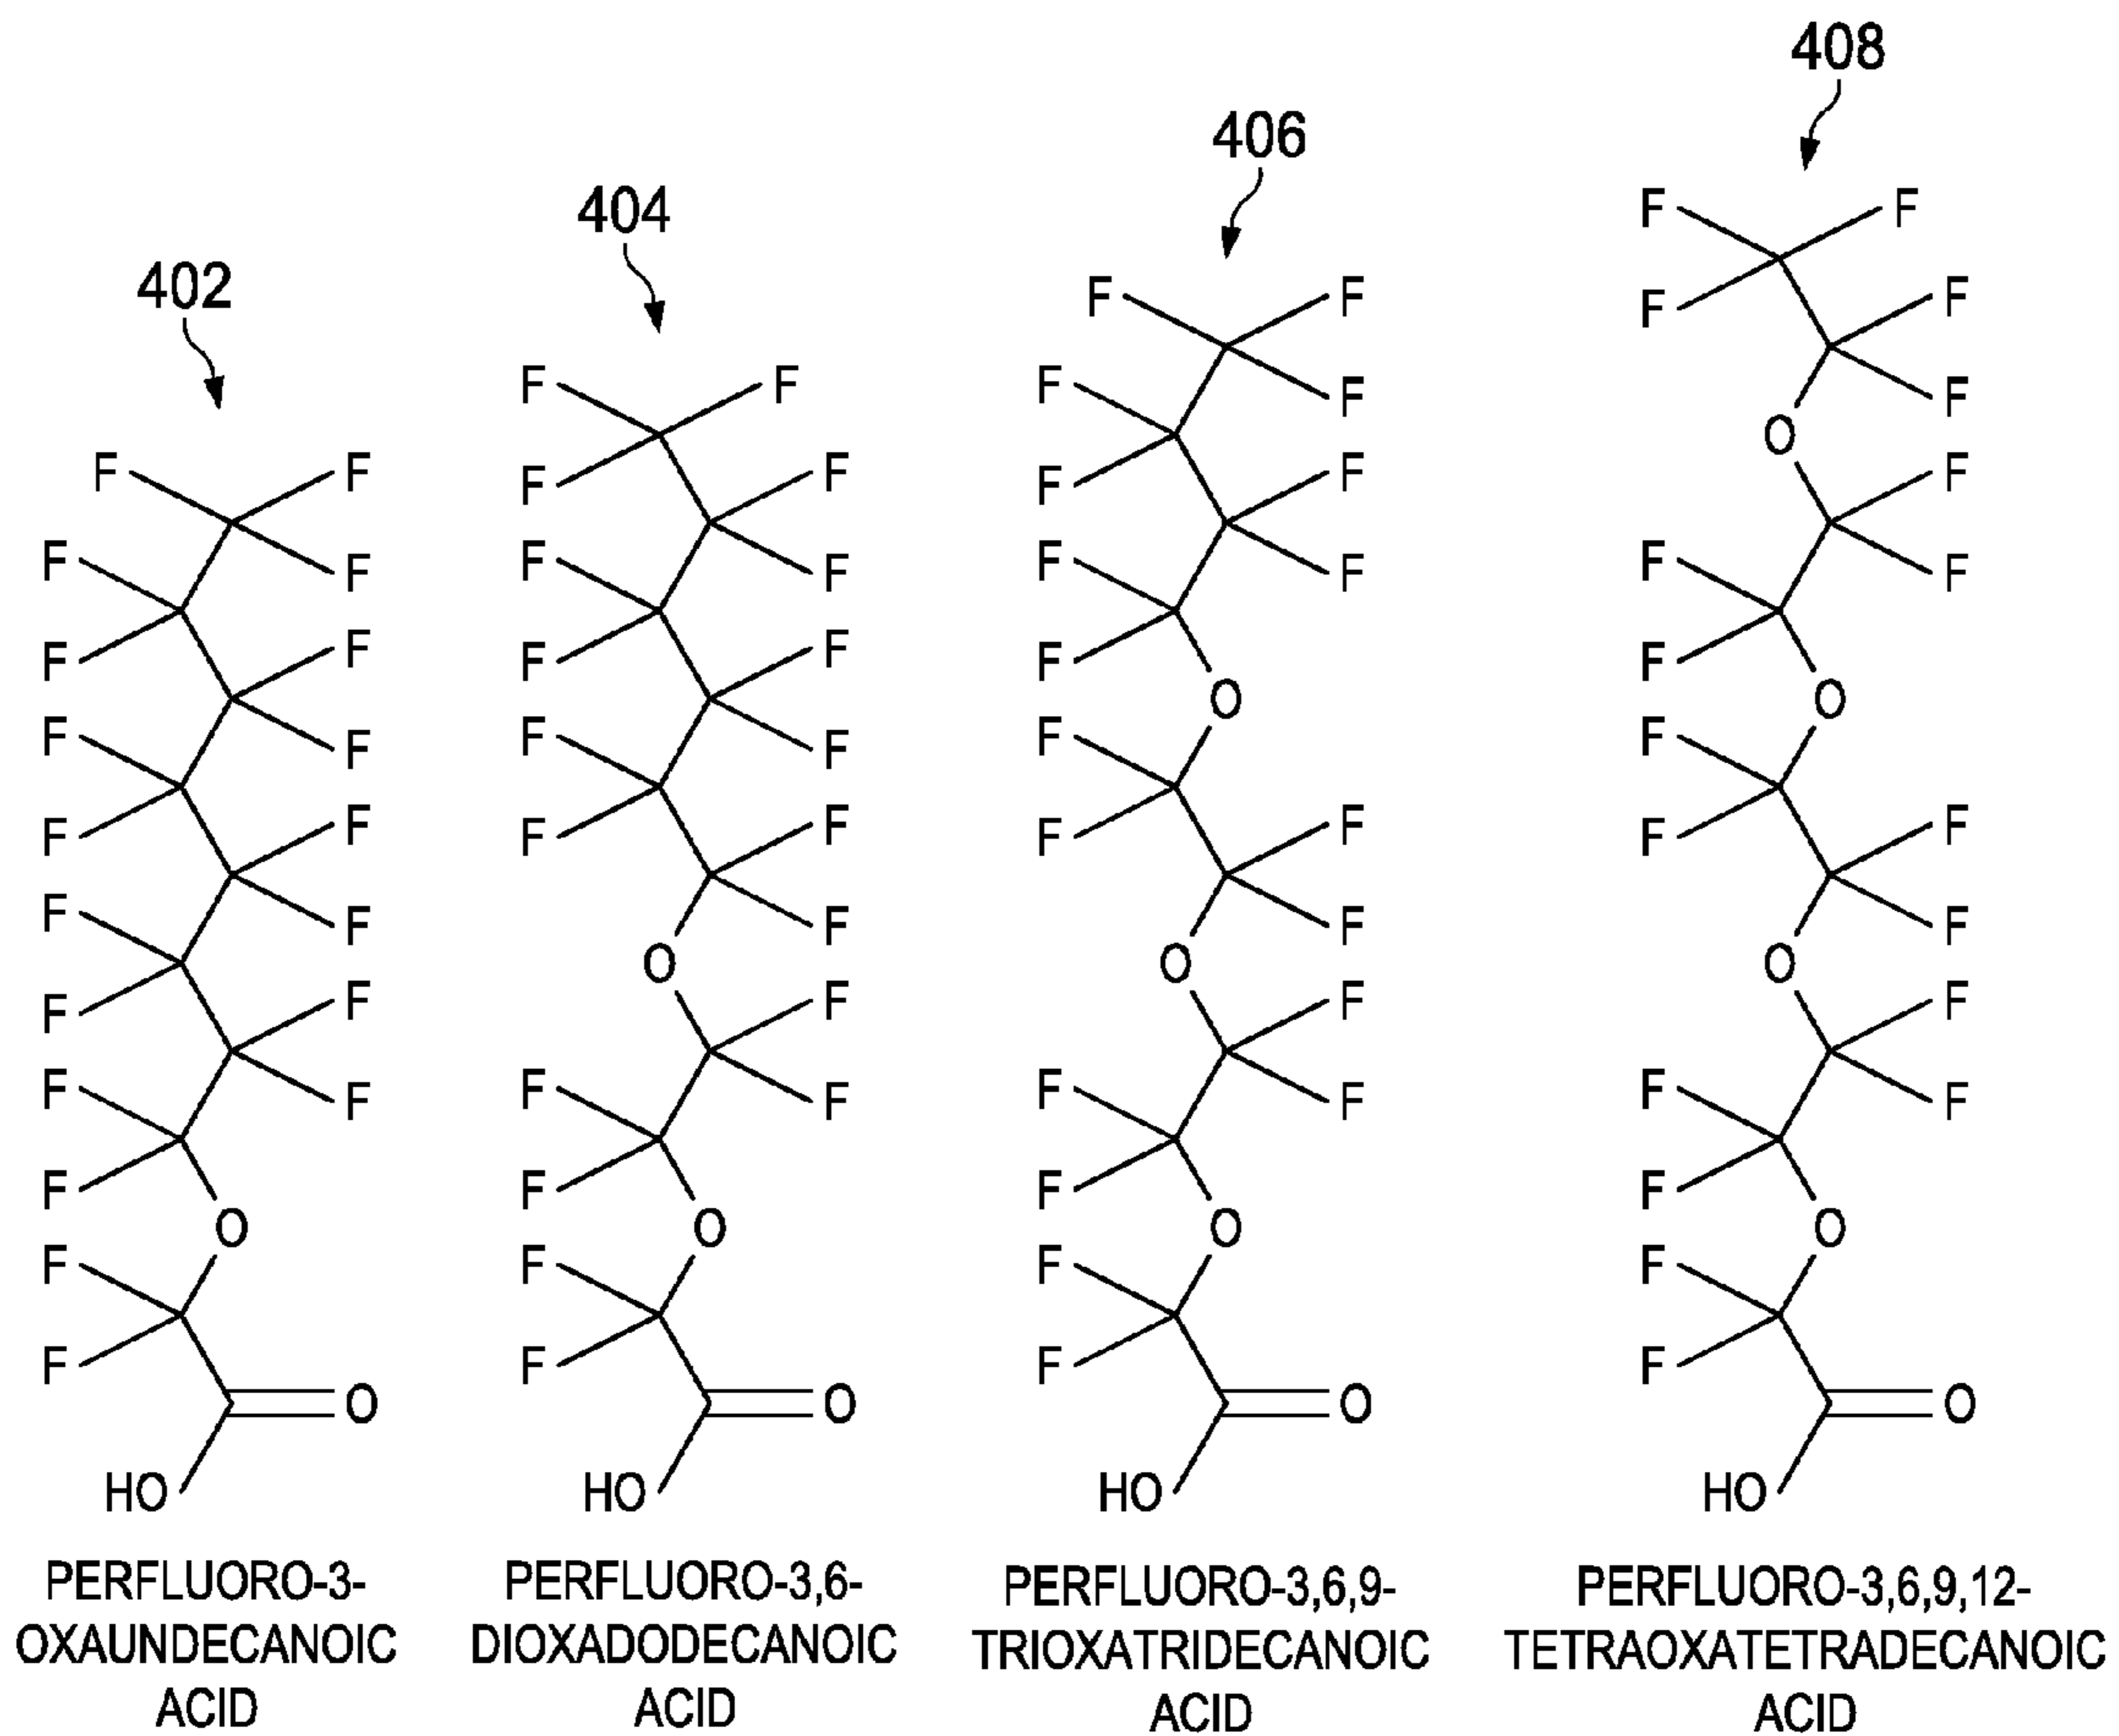 402
F F
F F
F F
F F
F F
F F
F F
F F
F
O
F
F
O
HO
PERFLUORO-3-
OXAUNDECANOIC
ACID
404
F F
F F
F F
F F
F F
F F
F
O
F
F F
F
O
F
F
O
HO
PERFLUORO-3,6-
DIOXADODECANOIC
ACID
406
F F
F F
F F
F F
F
O
F
F F
F
O
F
F F
F
O
F
F
O
HO
PERFLUORO-3,6,9-
TRIOXATRIDECANOIC
ACID
408
F F
F F
F
O
F
F F
F
O
F
F F
F
O
F
F F
F
O
F
F
O
HO
PERFLUORO-3,6,9,12-
TETRAOXATETRADECANOIC
ACID